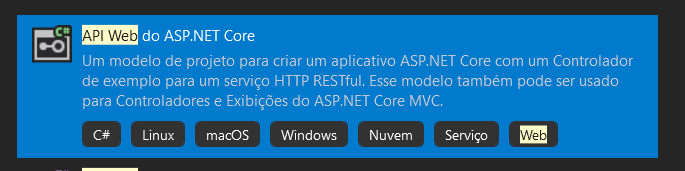 API Web do ASP.NET Core
Um modelo de projeto para criar um aplicativo ASP.NET Core com um Controlador
de exemplo para um serviço HTTP RESTful. Esse modelo também pode ser usado
para Controladores e Exibições do ASP.NET Core MVC.
C# Linux macOS Windows Nuvem Serviço Web